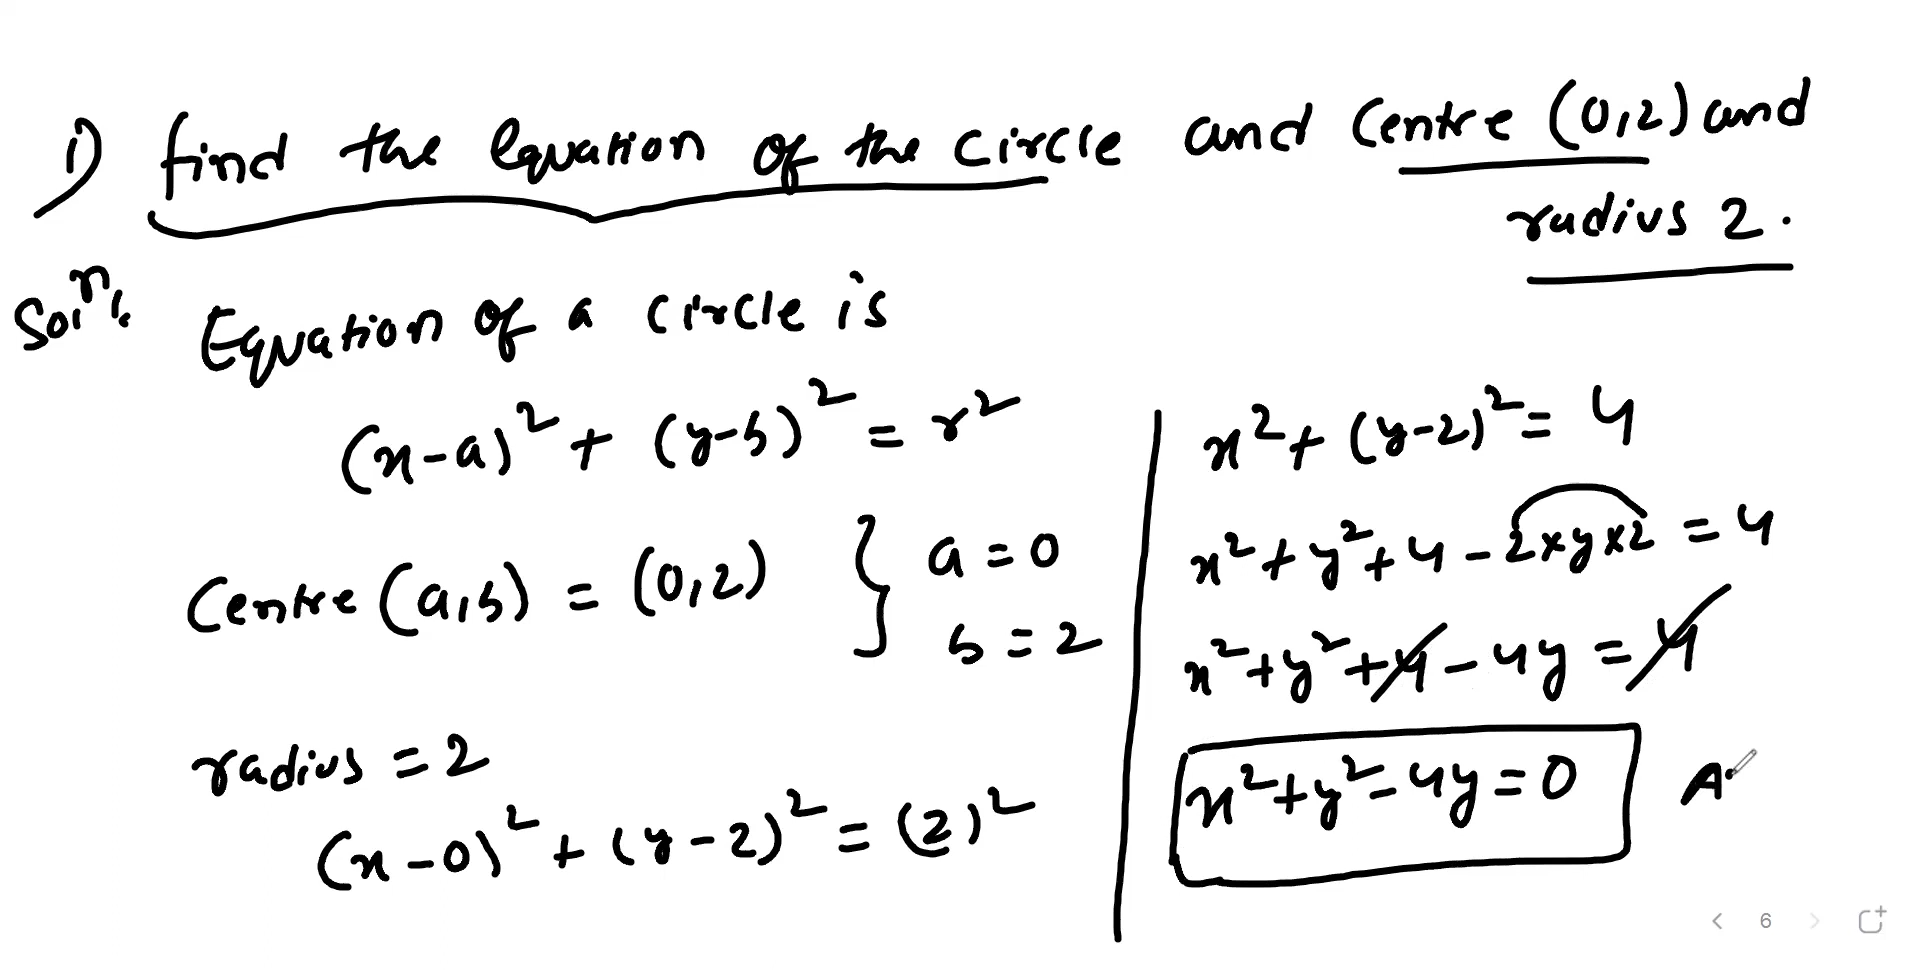 1) find the Equation of the circle and Centre (0,2) and
radius 2.
Solⁿ. Equation of a circle is
(x-a)² + (y-b)² = r²
Centre (a,b) = (0,2) } a = 0
b = 2
radius = 2
(x-0)² + (y-2)² = (2)²
x² + (y-2)² = 4
x² + y² + 4 - 2×y×2 = 4
x² + y² + 4 - 4y = 4
x² + y² - 4y = 0 A
6